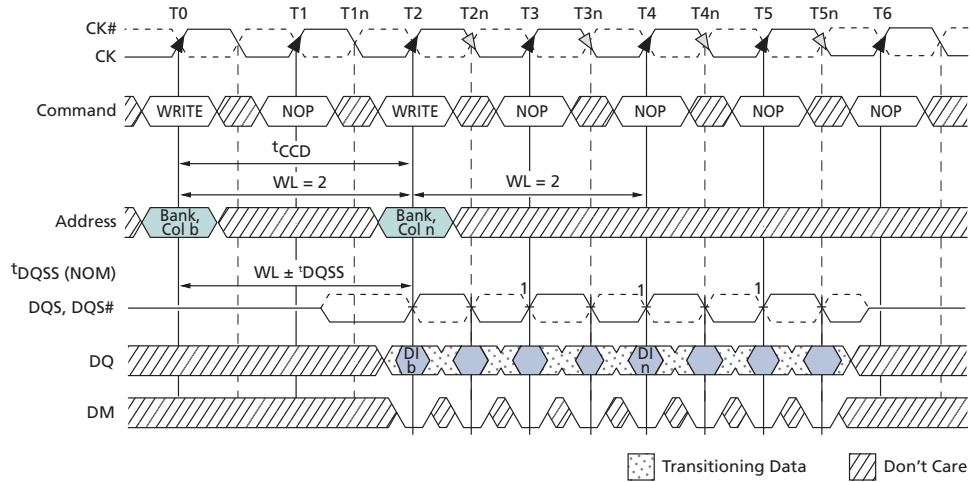 T0 T1 T1n T2 T2n T3 T3n T4 T4n T5 T5n T6
CK#
CK
Command WRITE NOP WRITE NOP NOP NOP NOP
tCCD
WL = 2 WL = 2
Address Bank, Col b Bank, Col n
tDQSS (NOM) WL ± tDQSS
DQS, DQS# 1 1 1
DQ DI b DI n
DM
Transitioning Data Don't Care